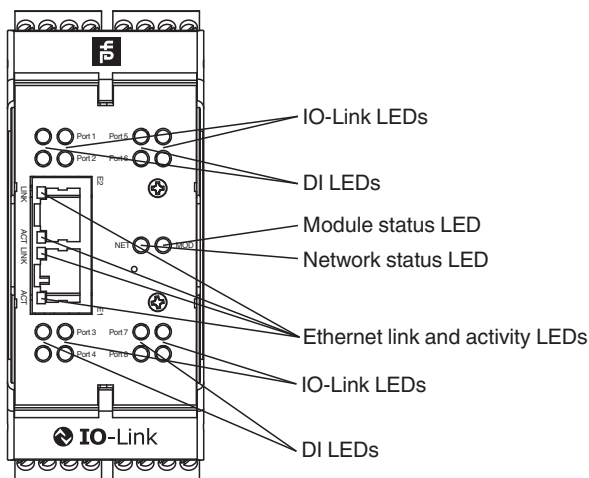 Port 1 Port 5
Port 2 Port 6
IO-Link LEDs
DI LEDs
E2
LINK
ACT
LINK
ACT
E1
NET MOD
Module status LED
Network status LED
Ethernet link and activity LEDs
Port 3 Port 7
Port 4 Port 8
IO-Link LEDs
DI LEDs
IO-Link